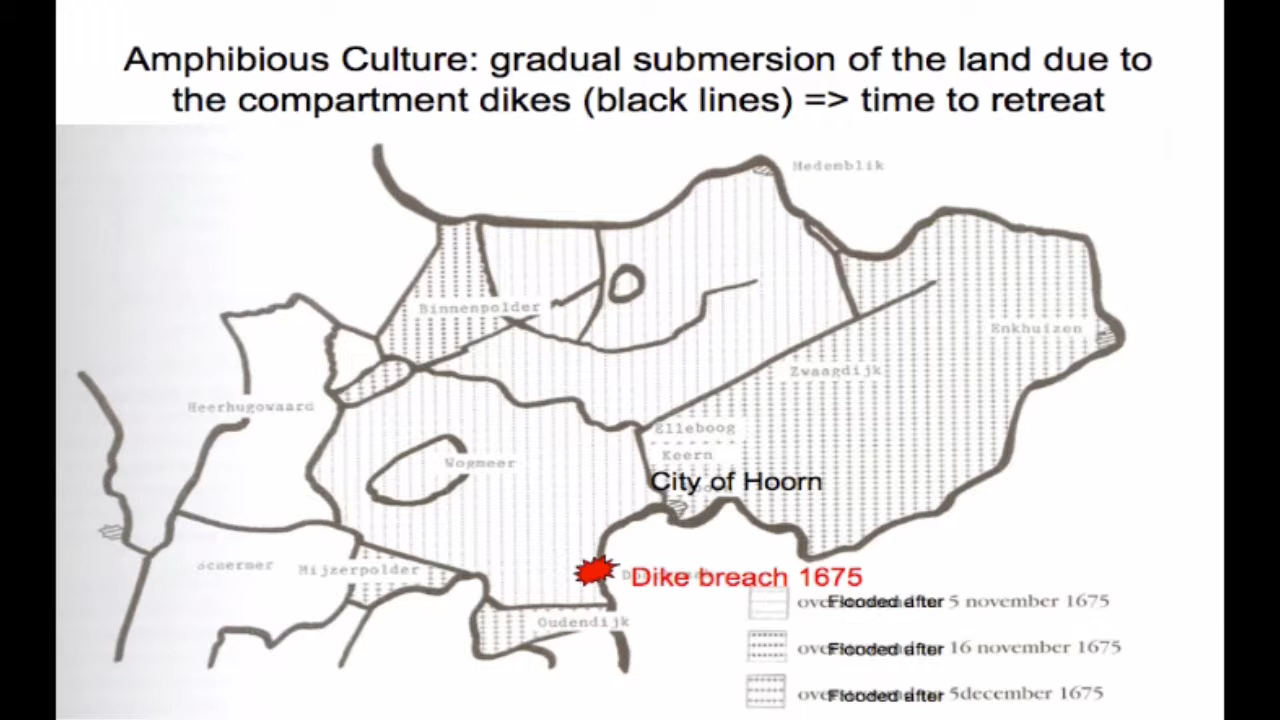 Amphibious Culture: gradual submersion of the land due to
the compartment dikes (black lines) => time to retreat
Medemblik
Binnenpolder
Enkhuizen
Zwaagdijk
Heerhugowaard
Elleboog
Keern
Wogmeer
City of Hoorn
Mijzerpolder
Dike breach 1675
Oudendijk
Flooded after 5 november 1675
Flooded after 16 november 1675
Flooded after 5december 1675